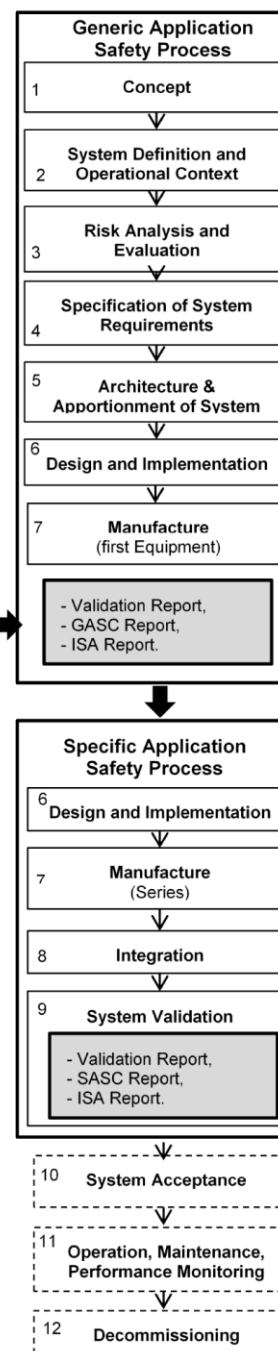 Generic Application
Safety Process
1 Concept
System Definition and
2 Operational Context
Risk Analysis and
3 Evaluation
Specification of System
4 Requirements
5 Architecture &
Apportionment of System
6 Design and Implementation
7 Manufacture
(first Equipment)
- Validation Report,
- GASC Report,
- ISA Report.
Specific Application
Safety Process
6 Design and Implementation
7 Manufacture
(Series)
8 Integration
9 System Validation
- Validation Report,
- SASC Report,
- ISA Report.
10 System Acceptance
11 Operation, Maintenance,
Performance Monitoring
12 Decommissioning